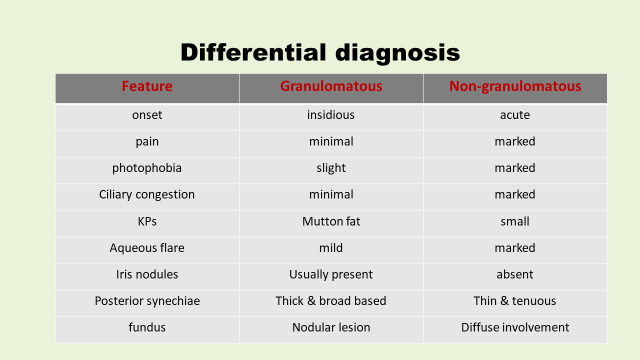 Differential diagnosis
Feature Granulomatous Non-granulomatous
onset insidious acute
pain minimal marked
photophobia slight marked
Ciliary congestion minimal marked
KPs Mutton fat small
Aqueous flare mild marked
Iris nodules Usually present absent
Posterior synechiae Thick & broad based Thin & tenuous
fundus Nodular lesion Diffuse involvement